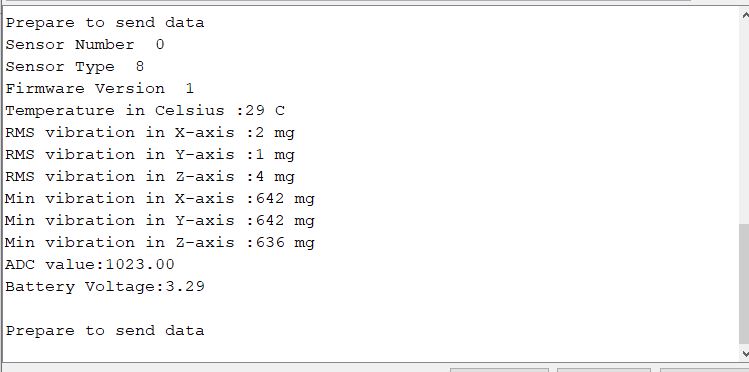 Prepare to send data
Sensor Number  0
Sensor Type  8
Firmware Version  1
Temperature in Celsius :29 C
RMS vibration in X-axis :2 mg
RMS vibration in Y-axis :1 mg
RMS vibration in Z-axis :4 mg
Min vibration in X-axis :642 mg
Min vibration in Y-axis :642 mg
Min vibration in Z-axis :636 mg
ADC value:1023.00
Battery Voltage:3.29
Prepare to send data